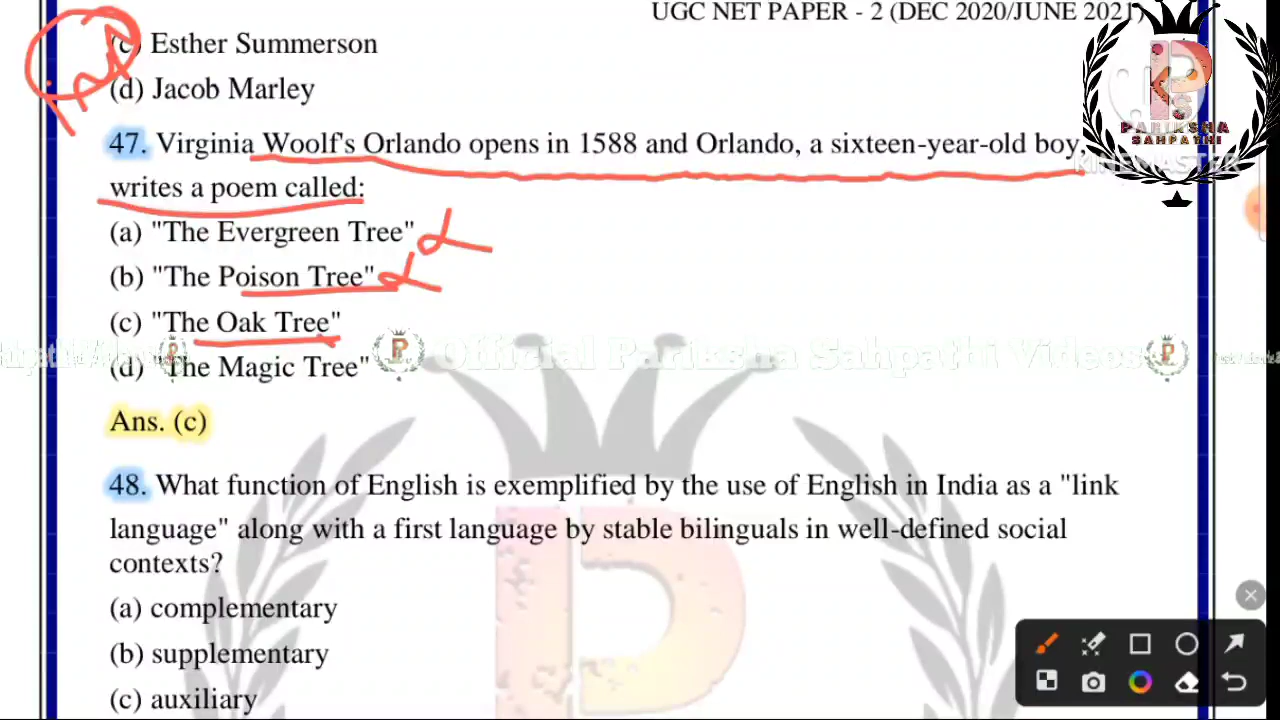 UGC NET PAPER - 2 (DEC 2020/JUNE 2021)
(c) Esther Summerson
(d) Jacob Marley
PARIKSHA
SAHPATHI
KINEMASTER
47. Virginia Woolf's Orlando opens in 1588 and Orlando, a sixteen-year-old boy,
writes a poem called:
(a) "The Evergreen Tree"
(b) "The Poison Tree"
(c) "The Oak Tree"
Official Pariksha Sahpathi Videos
(d) "The Magic Tree"
Ans. (c)
48. What function of English is exemplified by the use of English in India as a "link
language" along with a first language by stable bilinguals in well-defined social
contexts?
(a) complementary
(b) supplementary
(c) auxiliary